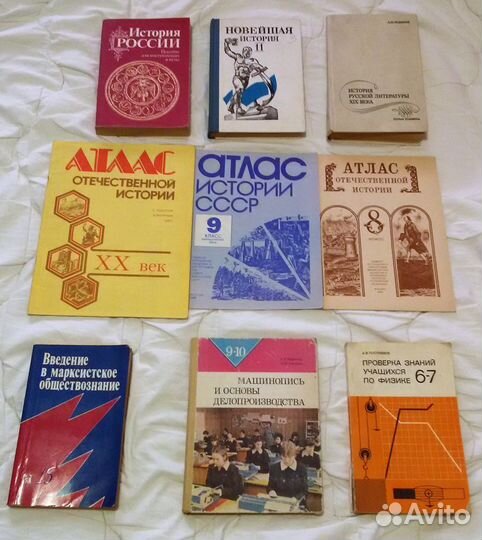 История
РОССИИ
НОВЕЙШАЯ
ИСТОРИЯ
11
ИСТОРИЯ
РУССКОЙ ЛИТЕРАТУРЫ
XIX ВЕКА
АТЛАС
ОТЕЧЕСТВЕННОЙ
ИСТОРИИ
XX век
атлас
ИСТОРИИ
СССР
9
КЛАСС
АТЛАС
ОТЕЧЕСТВЕННОЙ
ИСТОРИИ
8
Введение
в марксистское
обществознание
9-10
МАШИНОПИСЬ
И ОСНОВЫ
ДЕЛОПРОИЗВОДСТВА
ПРОВЕРКА ЗНАНИЙ
УЧАЩИХСЯ
ПО ФИЗИКЕ 6-7
Avito